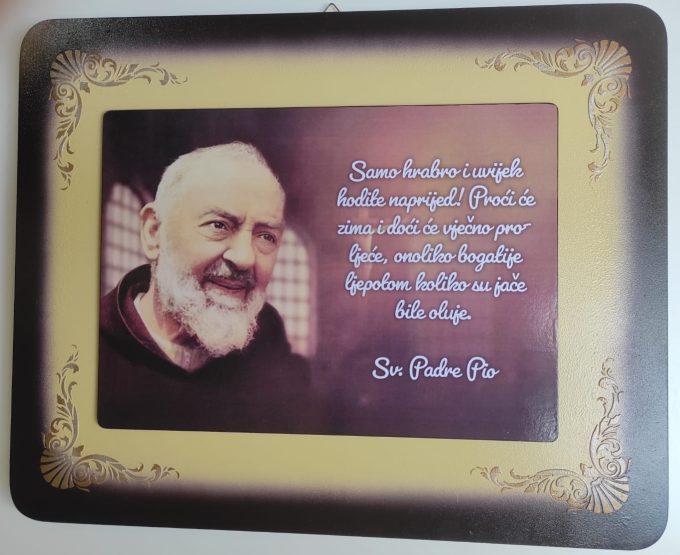 Samo hrabro i uvijek
hodite naprijed! Proći će
zima i doći će vječno pro-
ljeće, onoliko bogatije
ljepotom koliko su jače
bile oluje.
Sv. Padre Pio